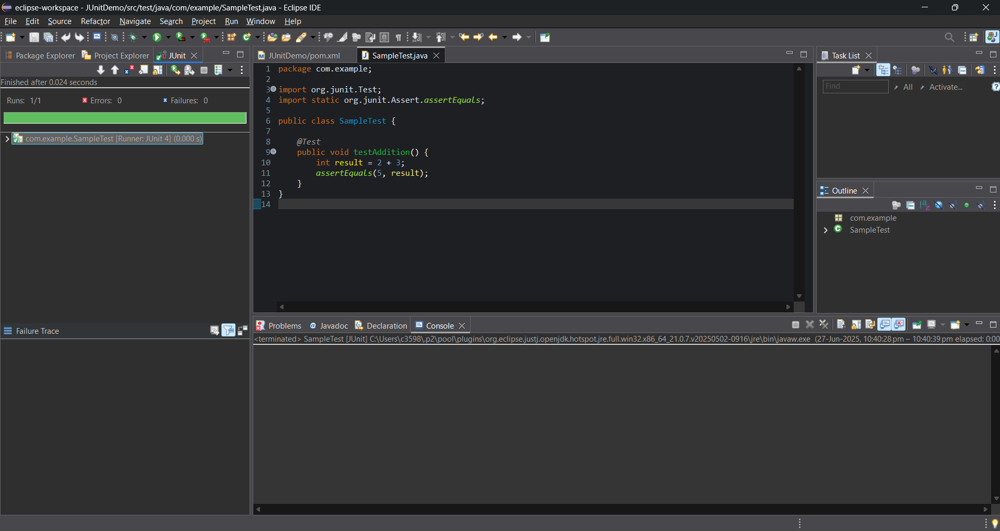 eclipse-workspace - JUnitDemo/src/test/java/com/example/SampleTest.java - Eclipse IDE
File Edit Source Refactor Navigate Search Project Run Window Help
Package Explorer Project Explorer JUnit
Finished after 0.024 seconds
Runs: 1/1 Errors: 0 Failures: 0
com.example.SampleTest [Runner: JUnit 4] (0.000 s)
Failure Trace
JUnitDemo/pom.xml SampleTest.java
1 package com.example;
2
3 import org.junit.Test;
4 import static org.junit.Assert.assertEquals;
5
6 public class SampleTest {
7
8 @Test
9 public void testAddition() {
10 int result = 2 + 3;
11 assertEquals(5, result);
12 }
13 }
14
Problems Javadoc Declaration Console
<terminated> SampleTest [JUnit] C:\Users\c3598\.p2\pool\plugins\org.eclipse.justj.openjdk.hotspot.jre.full.win32.x86_64_21.0.7.v20250502-0916\jre\bin\javaw.exe (27-Jun-2025, 10:40:28 pm – 10:40:39 pm elapsed: 0:00
Task List
Find All Activate...
Outline
com.example
SampleTest